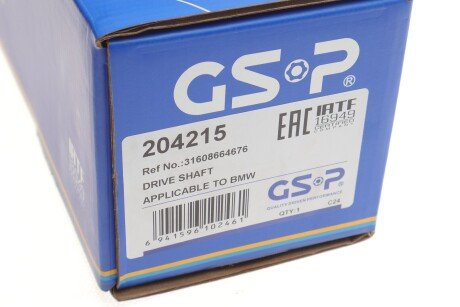 GSP®
204215
Ref No.:31608664676
DRIVE SHAFT
APPLICABLE TO BMW
EAC
IATF
16949
CERTIFIED
GSP®
QUALITY DRIVEN PERFORMANCE
QTY:1
C24
6 941596 102461